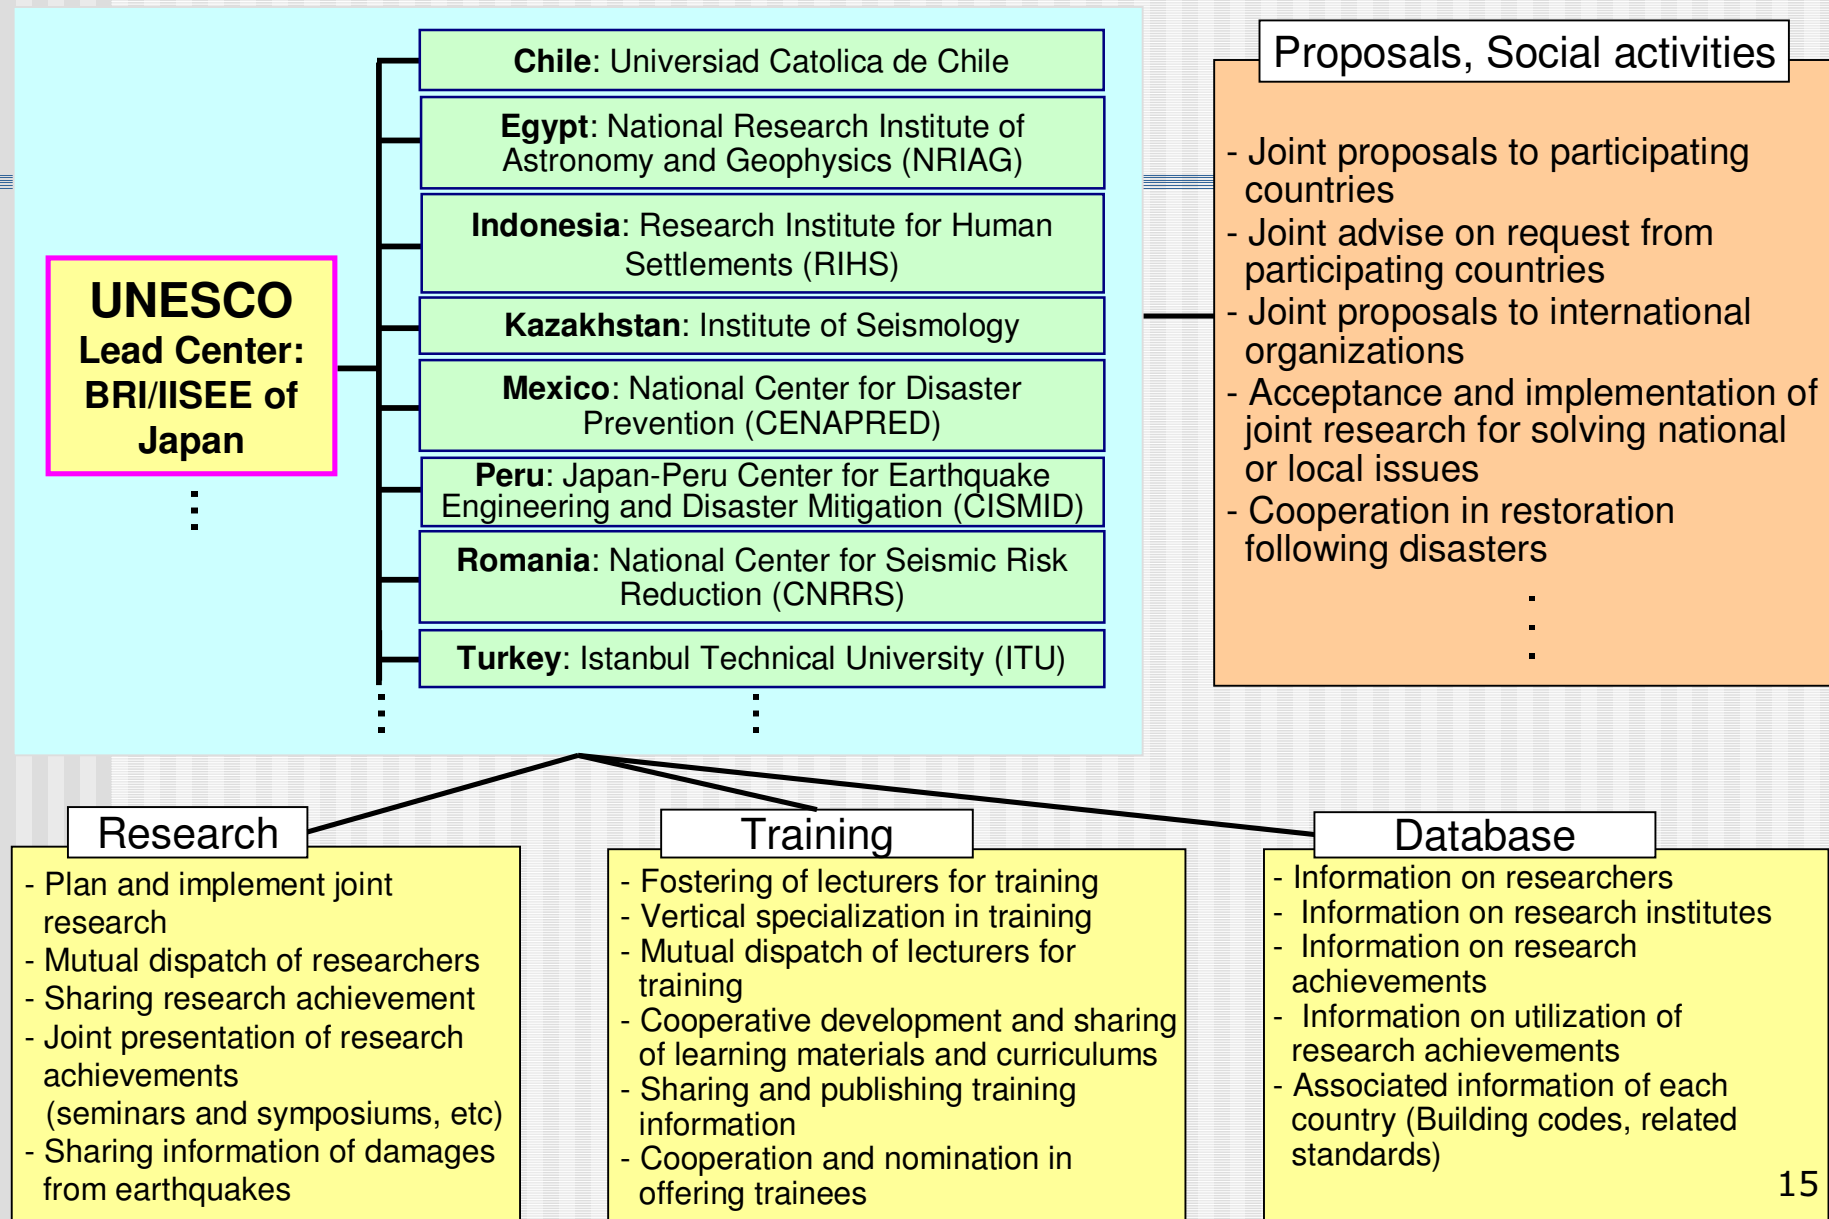 UNESCO
Lead Center:
BRI/IISEE of
Japan
Chile: Universiad Catolica de Chile
Egypt: National Research Institute of
Astronomy and Geophysics (NRIAG)
Indonesia: Research Institute for Human
Settlements (RIHS)
Kazakhstan: Institute of Seismology
Mexico: National Center for Disaster
Prevention (CENAPRED)
Peru: Japan-Peru Center for Earthquake
Engineering and Disaster Mitigation (CISMID)
Romania: National Center for Seismic Risk
Reduction (CNRRS)
Turkey: Istanbul Technical University (ITU)
Proposals, Social activities
- Joint proposals to participating
countries
- Joint advise on request from
participating countries
- Joint proposals to international
organizations
- Acceptance and implementation of
joint research for solving national
or local issues
- Cooperation in restoration
following disasters
Research
- Plan and implement joint
research
- Mutual dispatch of researchers
- Sharing research achievement
- Joint presentation of research
achievements
(seminars and symposiums, etc)
- Sharing information of damages
from earthquakes
Training
- Fostering of lecturers for training
- Vertical specialization in training
- Mutual dispatch of lecturers for
training
- Cooperative development and sharing
of learning materials and curriculums
- Sharing and publishing training
information
- Cooperation and nomination in
offering trainees
Database
- Information on researchers
- Information on research institutes
- Information on research
achievements
- Information on utilization of
research achievements
- Associated information of each
country (Building codes, related
standards)
15